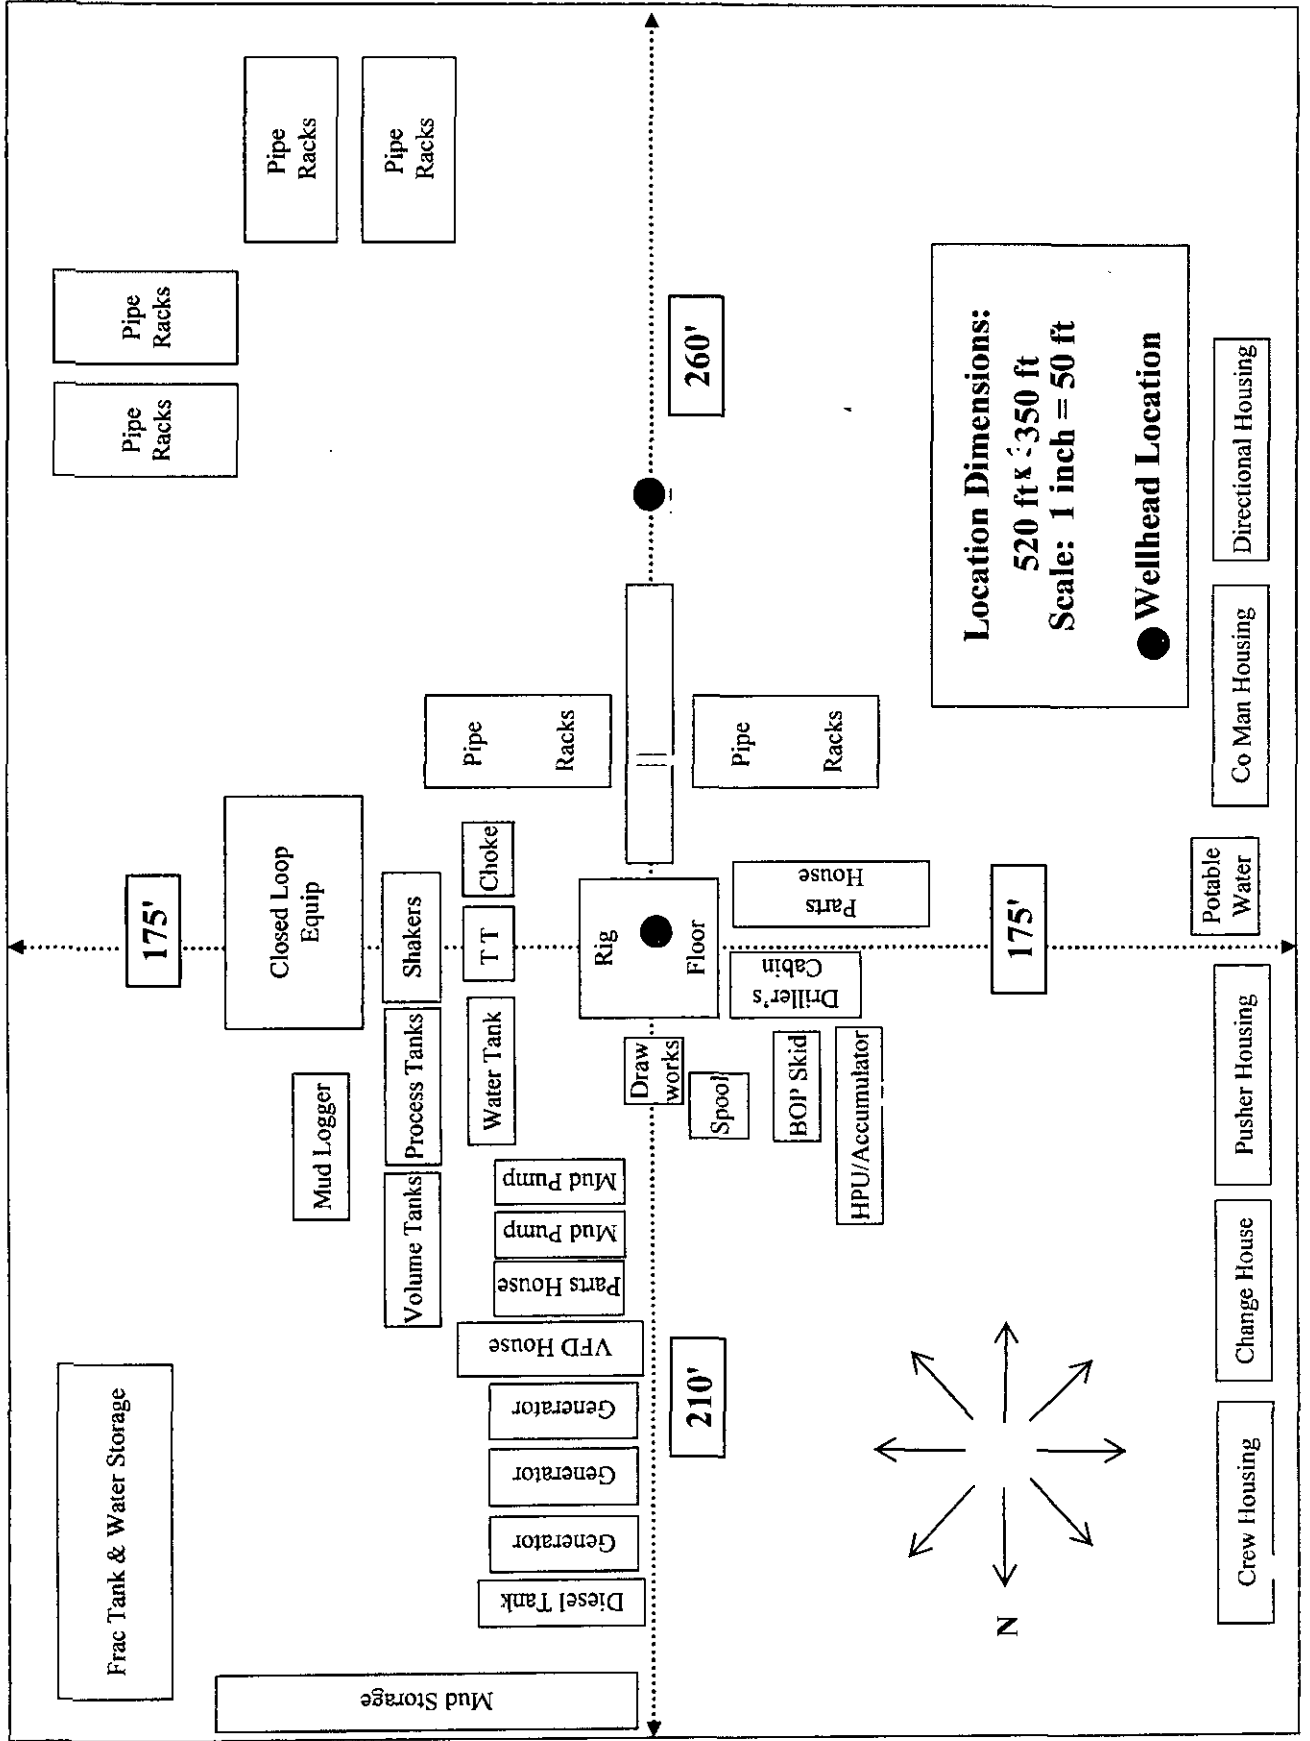 Frac Tank & Water Storage
Mud Storage
Diesel Tank
Generator
Generator
Generator
VFD House
Parts House
Mud Pump
Mud Pump
Volume Tanks
Process Tanks
Shakers
Mud Logger
Water Tank
T T
Choke
Closed Loop
Equip
175'
Pipe
Racks
Pipe
Racks
Pipe
Racks
Pipe
Racks
Pipe
Racks
Rig
Floor
Draw
works
Spool
BOP Skid
HPU/Accumulator
Driller's
Cabin
Parts
House
Pipe
Racks
210'
260'
175'
N
Location Dimensions:
520 ft x 350 ft
Scale: 1 inch = 50 ft
Wellhead Location
Crew Housing
Change House
Pusher Housing
Potable
Water
Co Man Housing
Directional Housing